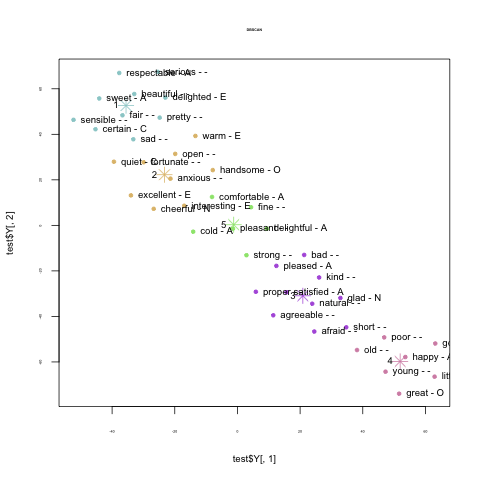 DBSCAN
respectable - A
serious - -
beautiful - -
sweet - A
delighted - E
1
fair - -
pretty - -
sensible - -
certain - C
sad - -
warm - E
open - -
quiet - O
fortunate - -
handsome - O
2
anxious - -
excellent - E
comfortable - A
interesting - E
cheerful - N
fine - -
5
cold - A
pleasant
delightful - A
strong - -
bad - -
pleased - A
kind - -
proper
satisfied - A
3
glad - N
natural - -
agreeable - -
short - -
afraid - -
poor - -
old - -
happy - A
4
young - -
great - O
test$Y[, 2]
test$Y[, 1]